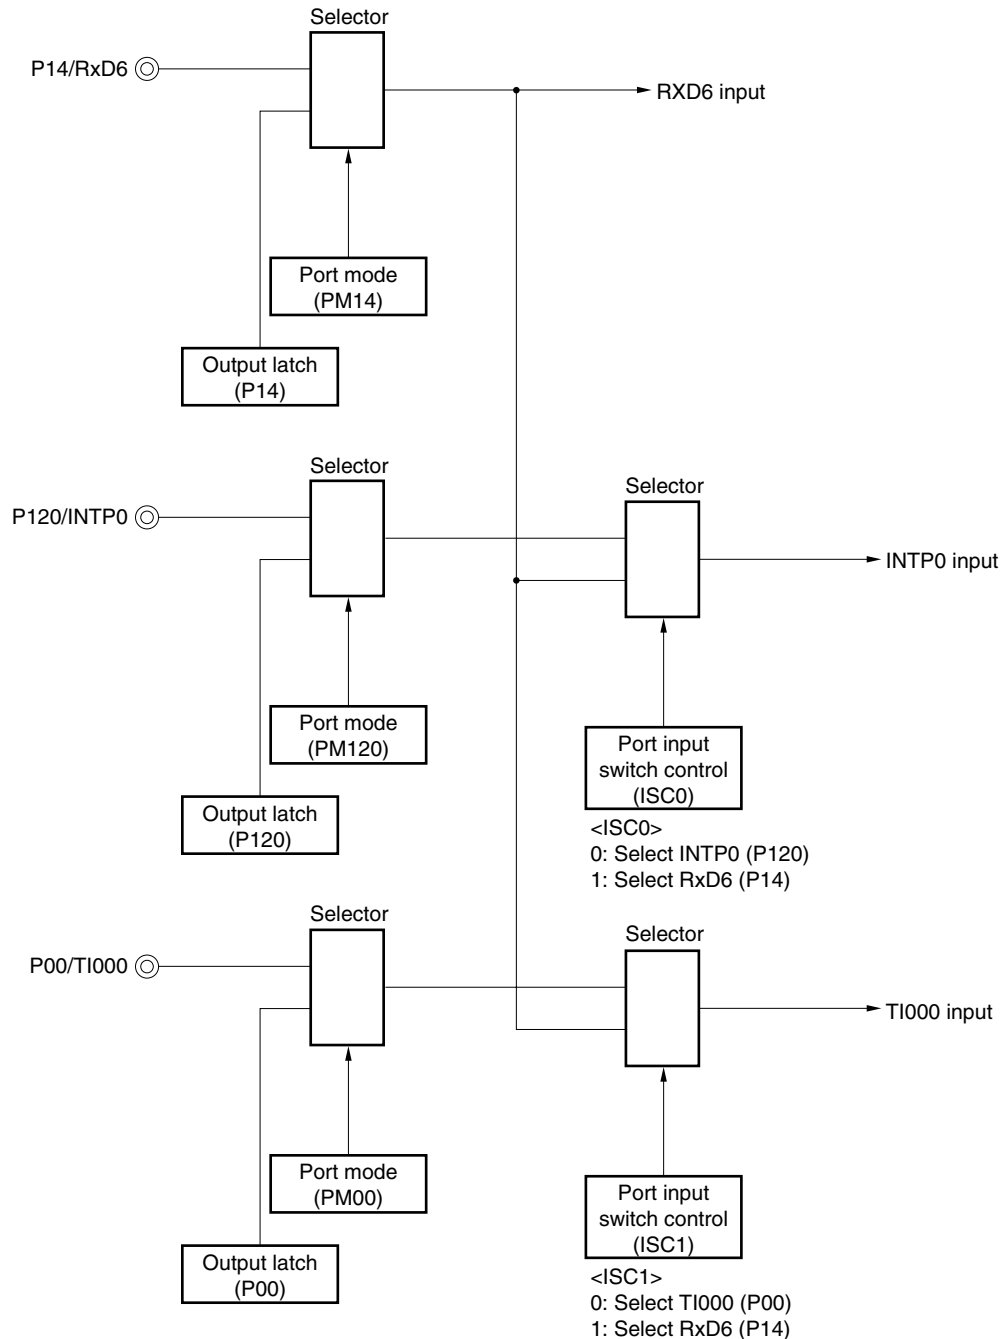 Selector
P14/RxD6
RXD6 input
Port mode
(PM14)
Output latch
(P14)
Selector
P120/INTP0
Selector
INTP0 input
Port mode
(PM120)
Output latch
(P120)
Port input
switch control
(ISC0)
<ISC0>
0: Select INTP0 (P120)
1: Select RxD6 (P14)
Selector
P00/TI000
Selector
TI000 input
Port mode
(PM00)
Output latch
(P00)
Port input
switch control
(ISC1)
<ISC1>
0: Select TI000 (P00)
1: Select RxD6 (P14)